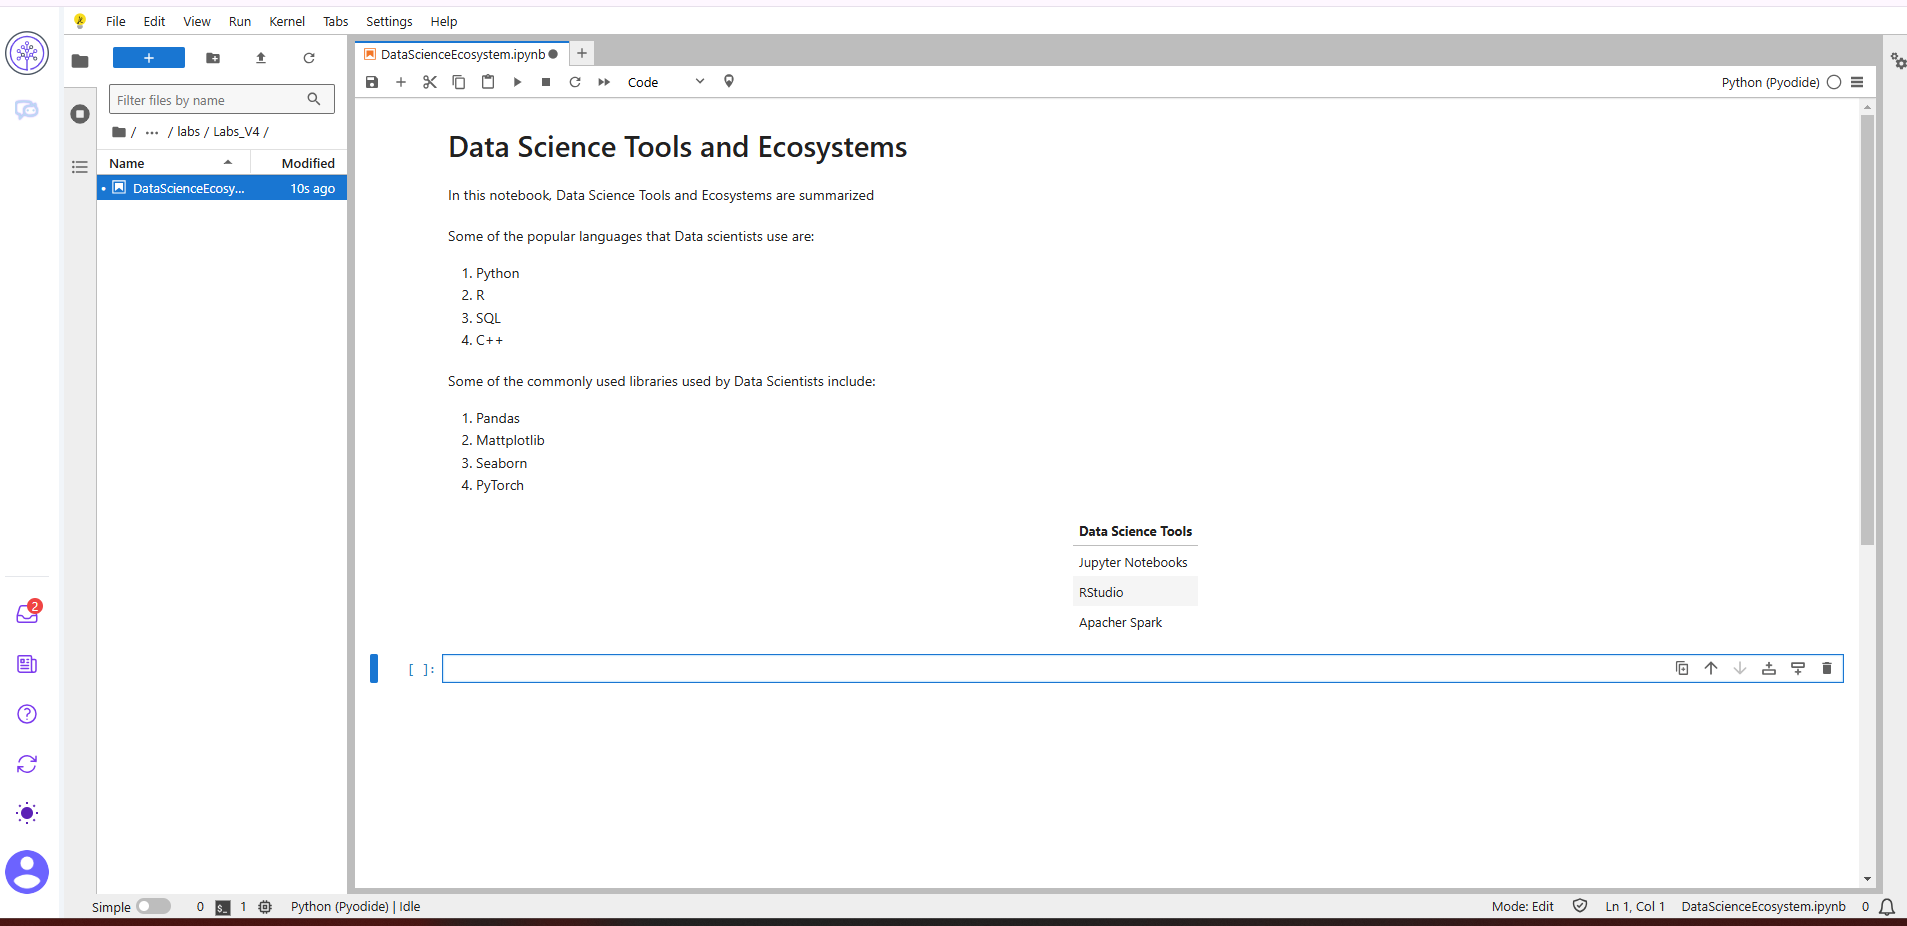 File Edit View Run Kernel Tabs Settings Help
DataScienceEcosystem.ipynb
Code
Python (Pyodide)
Filter files by name
/ ... / labs / Labs_V4 /
Name Modified
DataScienceEcosy... 10s ago
Data Science Tools and Ecosystems
In this notebook, Data Science Tools and Ecosystems are summarized
Some of the popular languages that Data scientists use are:
1. Python
2. R
3. SQL
4. C++
Some of the commonly used libraries used by Data Scientists include:
1. Pandas
2. Mattplotlib
3. Seaborn
4. PyTorch
Data Science Tools
Jupyter Notebooks
RStudio
Apacher Spark
[ ]:
2
Simple 0 $_ 1 Python (Pyodide) | Idle Mode: Edit Ln 1, Col 1 DataScienceEcosystem.ipynb 0